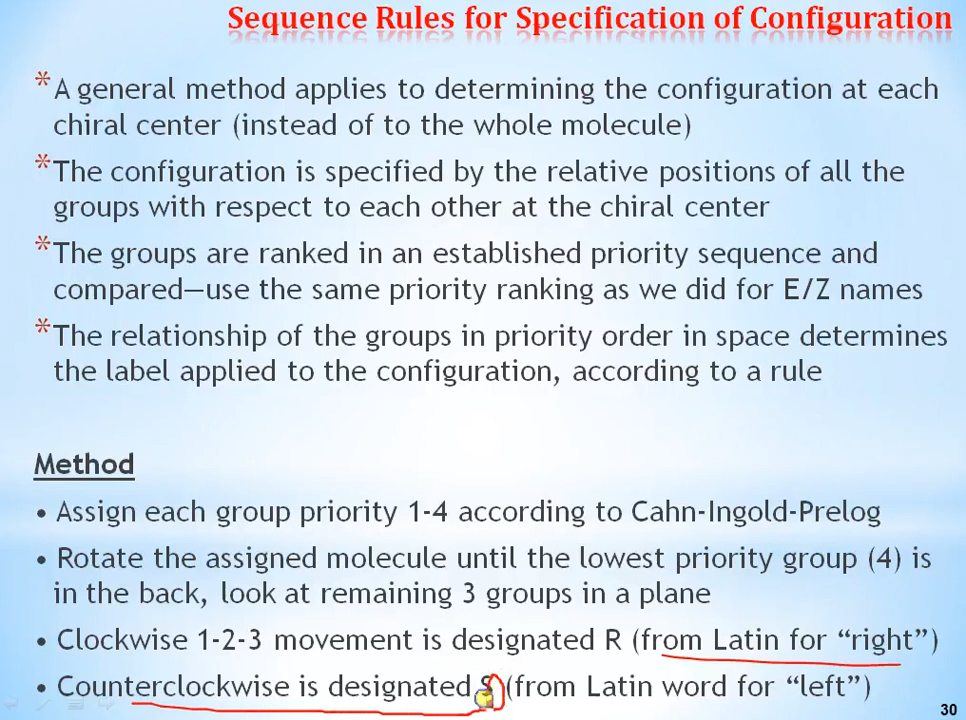 Sequence Rules for Specification of Configuration
* A general method applies to determining the configuration at each
chiral center (instead of to the whole molecule)
* The configuration is specified by the relative positions of all the
groups with respect to each other at the chiral center
* The groups are ranked in an established priority sequence and
compared—use the same priority ranking as we did for E/Z names
* The relationship of the groups in priority order in space determines
the label applied to the configuration, according to a rule
Method
• Assign each group priority 1-4 according to Cahn-Ingold-Prelog
• Rotate the assigned molecule until the lowest priority group (4) is
in the back, look at remaining 3 groups in a plane
• Clockwise 1-2-3 movement is designated R (from Latin for “right”)
• Counterclockwise is designated S (from Latin word for “left”)
30